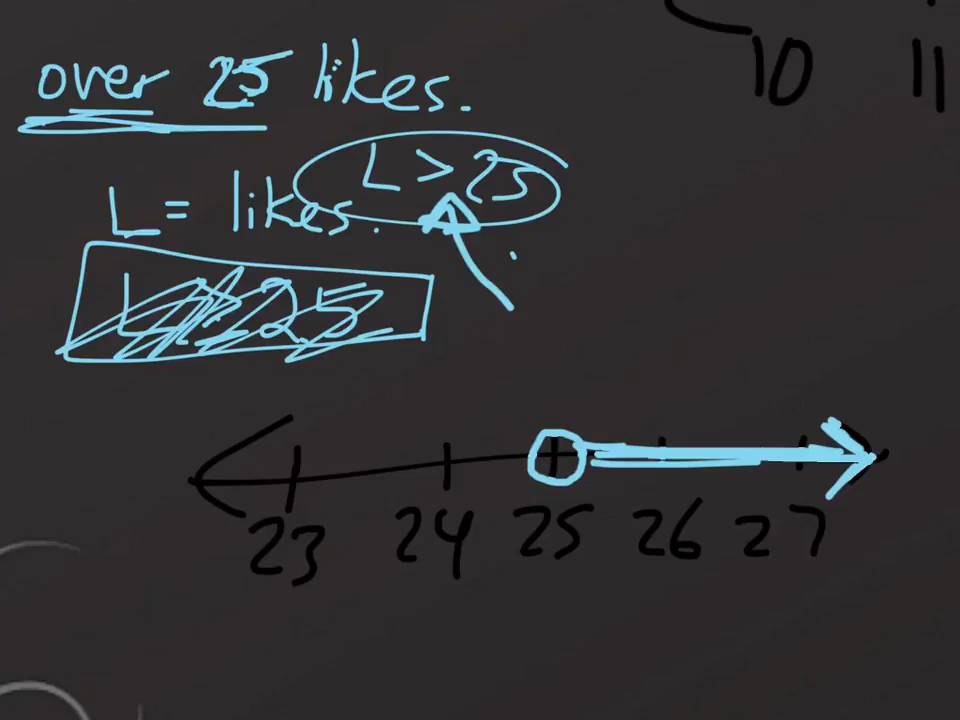 10 11
over 25 likes.
L > 25
L = likes.
23 24 25 26 27